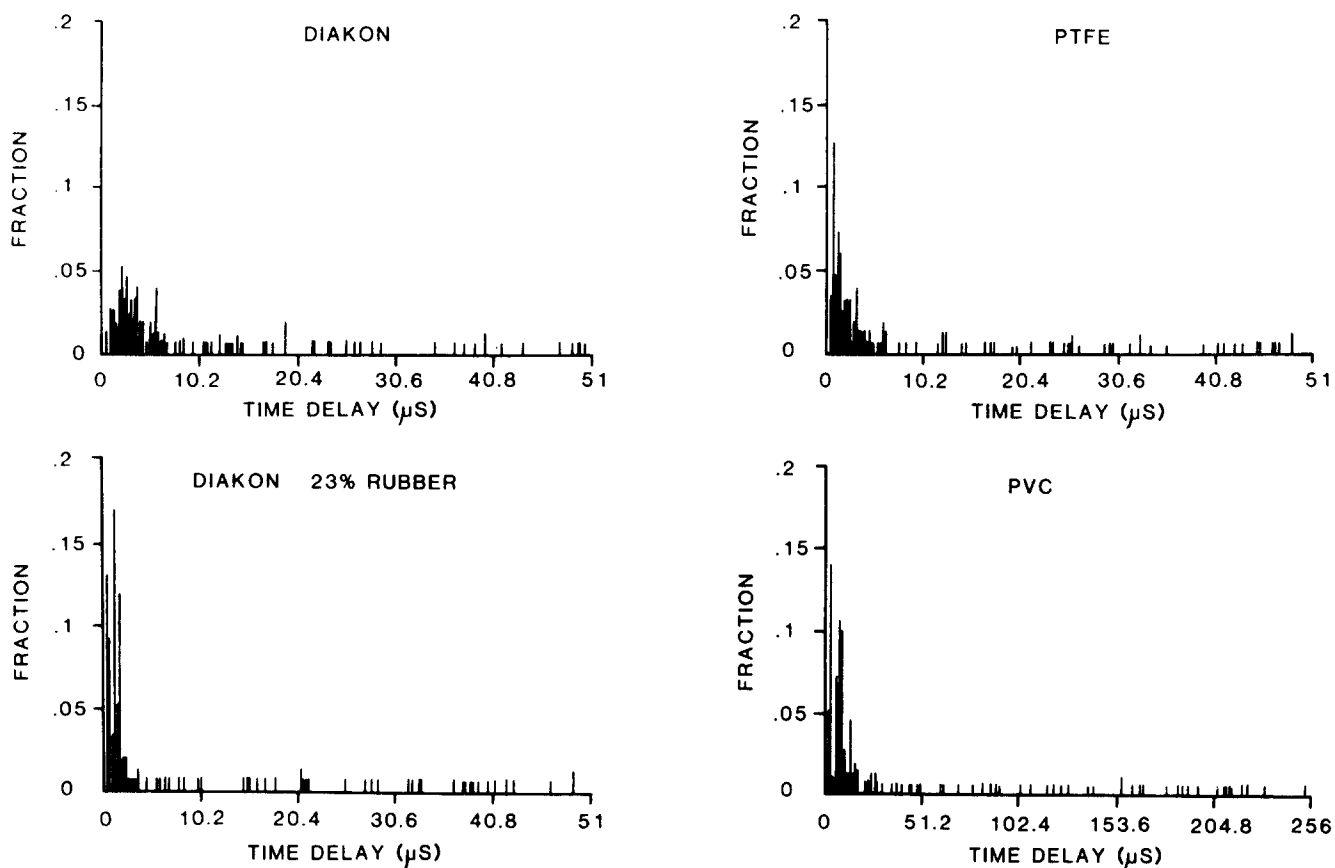 DIAKON
.2
.15
.1
.05
0
FRACTION
0 10.2 20.4 30.6 40.8 51
TIME DELAY (µS)
PTFE
.2
.15
.1
.05
0
FRACTION
0 10.2 20.4 30.6 40.8 51
TIME DELAY (µS)
DIAKON 23% RUBBER
.2
.15
.1
.05
0
FRACTION
0 10.2 20.4 30.6 40.8 51
TIME DELAY (µS)
PVC
.2
.15
.1
.05
0
FRACTION
0 51.2 102.4 153.6 204.8 256
TIME DELAY (µS)